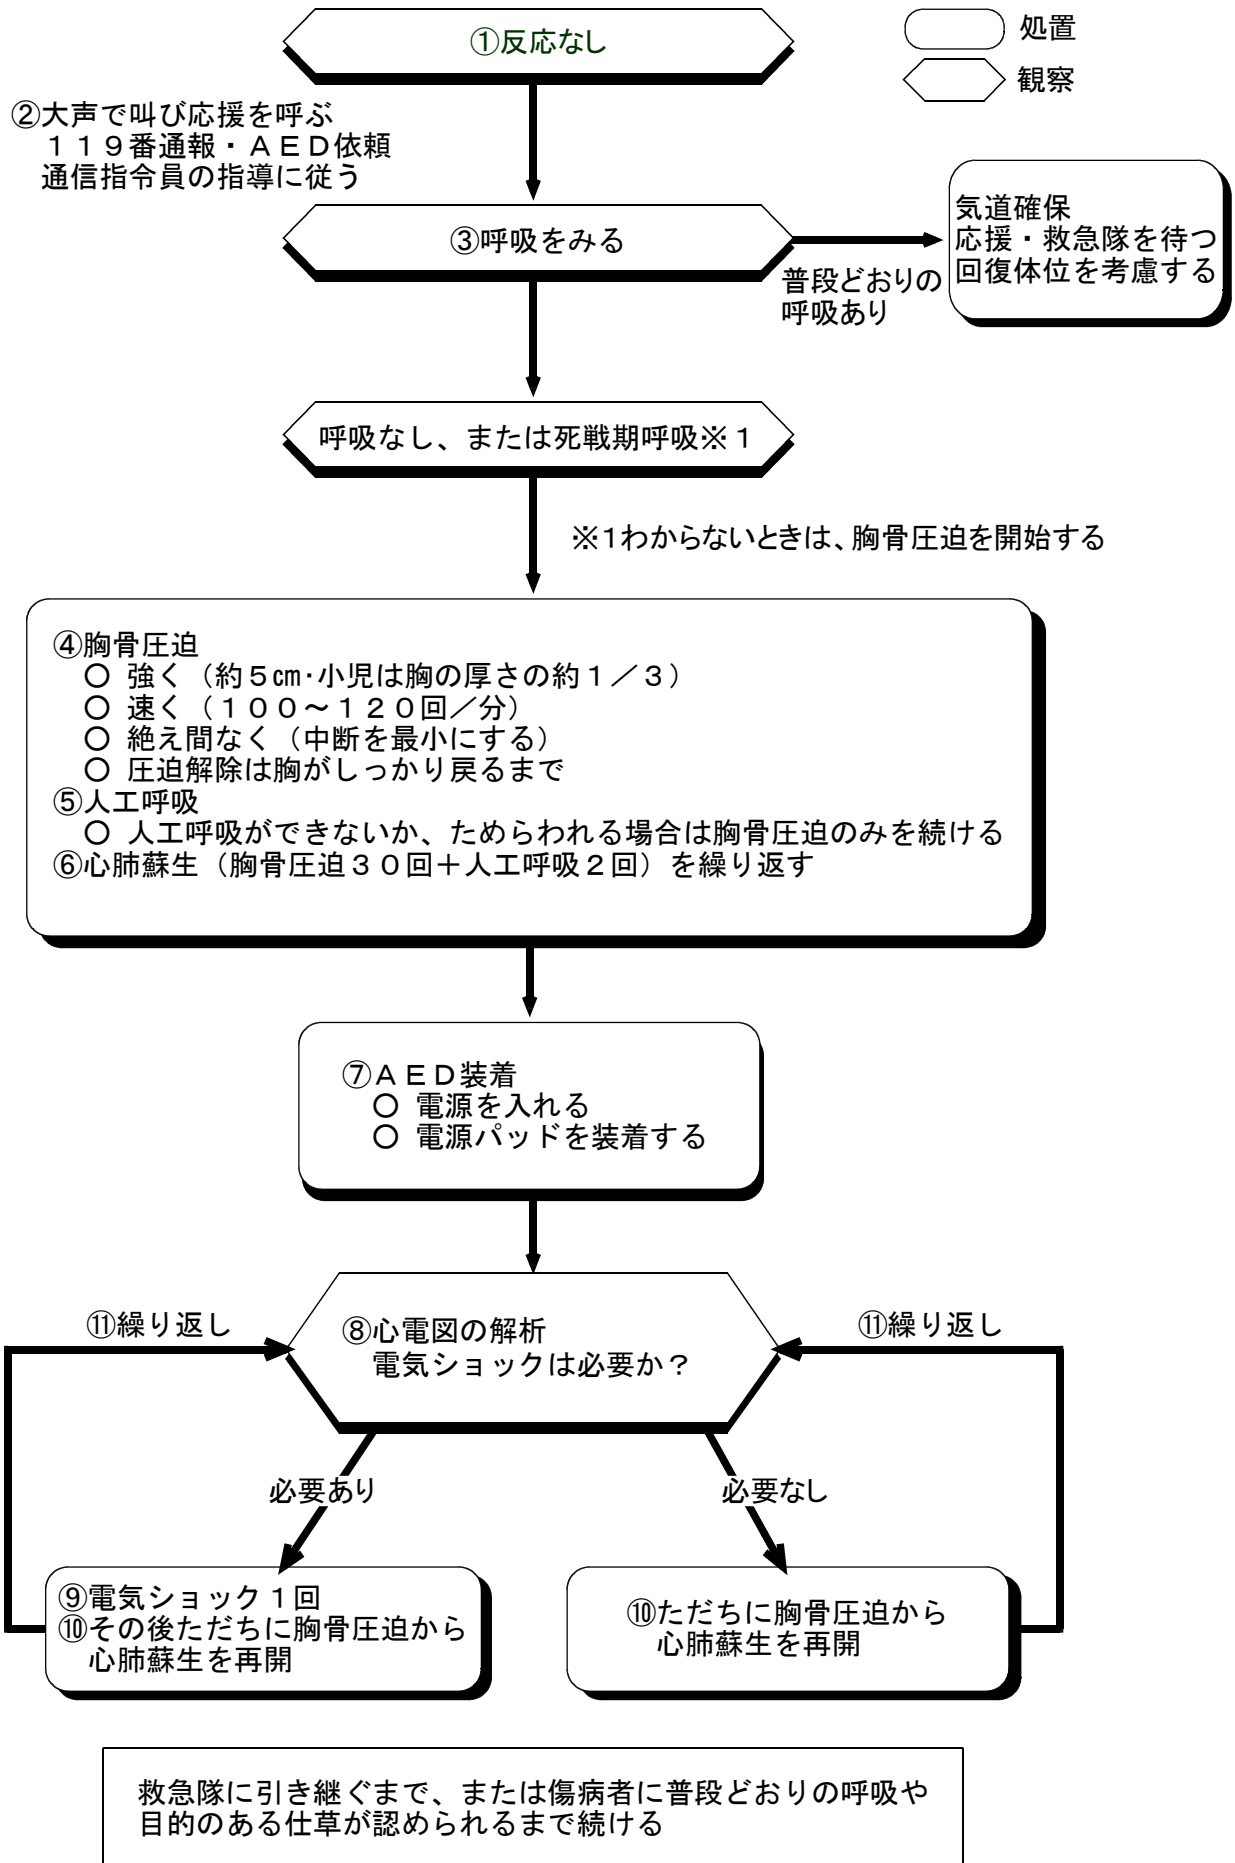 ①反応なし
処置
観察
②大声で叫び応援を呼ぶ
１１９番通報・ＡＥＤ依頼
通信指令員の指導に従う
③呼吸をみる
普段どおりの
呼吸あり
気道確保
応援・救急隊を待つ
回復体位を考慮する
呼吸なし、または死戦期呼吸※１
※1わからないときは、胸骨圧迫を開始する
④胸骨圧迫
○ 強く（約５㎝･小児は胸の厚さの約１／３）
○ 速く（１００～１２０回／分）
○ 絶え間なく（中断を最小にする）
○ 圧迫解除は胸がしっかり戻るまで
⑤人工呼吸
○ 人工呼吸ができないか、ためらわれる場合は胸骨圧迫のみを続ける
⑥心肺蘇生（胸骨圧迫３０回＋人工呼吸２回）を繰り返す
⑦ＡＥＤ装着
○ 電源を入れる
○ 電源パッドを装着する
⑪繰り返し
⑧心電図の解析
電気ショックは必要か？
⑪繰り返し
必要あり
必要なし
⑨電気ショック１回
⑩その後ただちに胸骨圧迫から
心肺蘇生を再開
⑩ただちに胸骨圧迫から
心肺蘇生を再開
救急隊に引き継ぐまで、または傷病者に普段どおりの呼吸や
目的のある仕草が認められるまで続ける